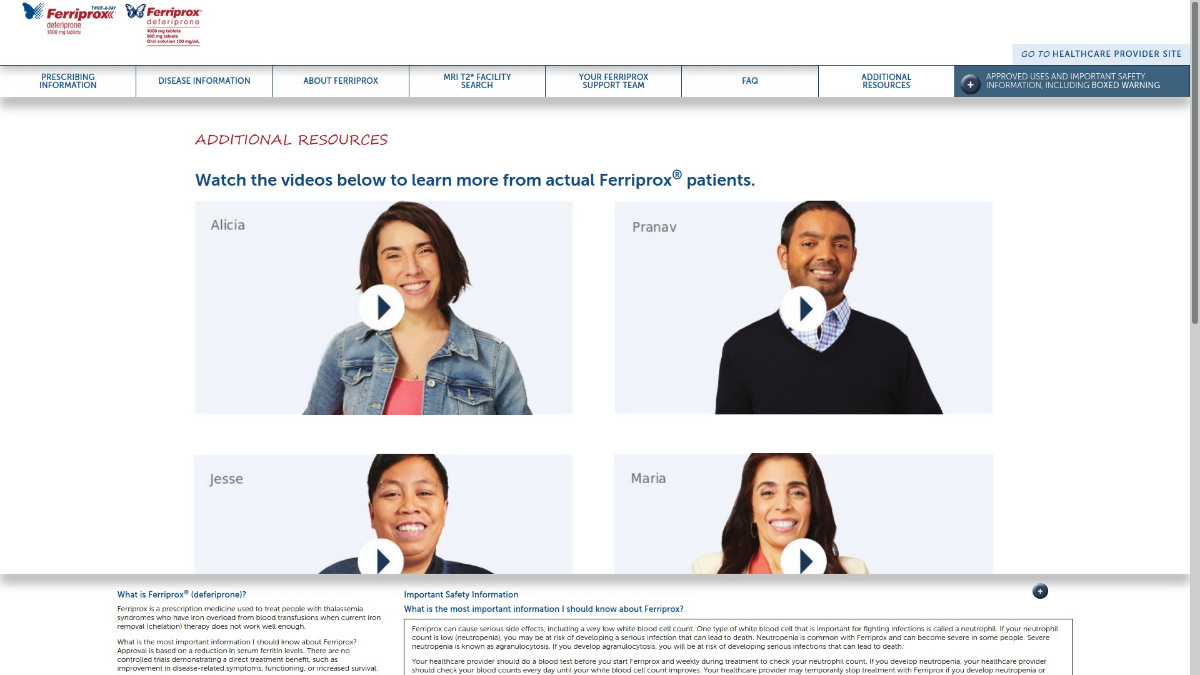 TWICE-A-DAY
Ferriprox
deferiprone
1000 mg tablets
Ferriprox
deferiprone
1000 mg tablets
500 mg tablets
Oral solution 100 mg/mL
GO TO HEALTHCARE PROVIDER SITE
PRESCRIBING
INFORMATION
DISEASE INFORMATION
ABOUT FERRIPROX
MRI T2* FACILITY
SEARCH
YOUR FERRIPROX
SUPPORT TEAM
FAQ
ADDITIONAL
RESOURCES
APPROVED USES AND IMPORTANT SAFETY
INFORMATION, INCLUDING BOXED WARNING
ADDITIONAL RESOURCES
Watch the videos below to learn more from actual Ferriprox® patients.
Alicia
Pranav
Jesse
Maria
What is Ferriprox® (deferiprone)?
Ferriprox is a prescription medicine used to treat people with thalassemia
syndromes who have iron overload from blood transfusions when current iron
removal (chelation) therapy does not work well enough.
What is the most important information I should know about Ferriprox?
Approval is based on a reduction in serum ferritin levels. There are no
controlled trials demonstrating a direct treatment benefit, such as
improvement in disease-related symptoms, functioning, or increased survival.
Important Safety Information
What is the most important information I should know about Ferriprox?
Ferriprox can cause serious side effects, including a very low white blood cell count. One type of white blood cell that is important for fighting infections is called a neutrophil. If your neutrophil
count is low (neutropenia), you may be at risk of developing a serious infection that can lead to death. Neutropenia is common with Ferriprox and can become severe in some people. Severe
neutropenia is known as agranulocytosis. If you develop agranulocytosis, you will be at risk of developing serious infections that can lead to death.
Your healthcare provider should do a blood test before you start Ferriprox and weekly during treatment to check your neutrophil count. If you develop neutropenia, your healthcare provider
should check your blood counts every day until your white blood cell count improves. Your healthcare provider may temporarily stop treatment with Ferriprox if you develop neutropenia or